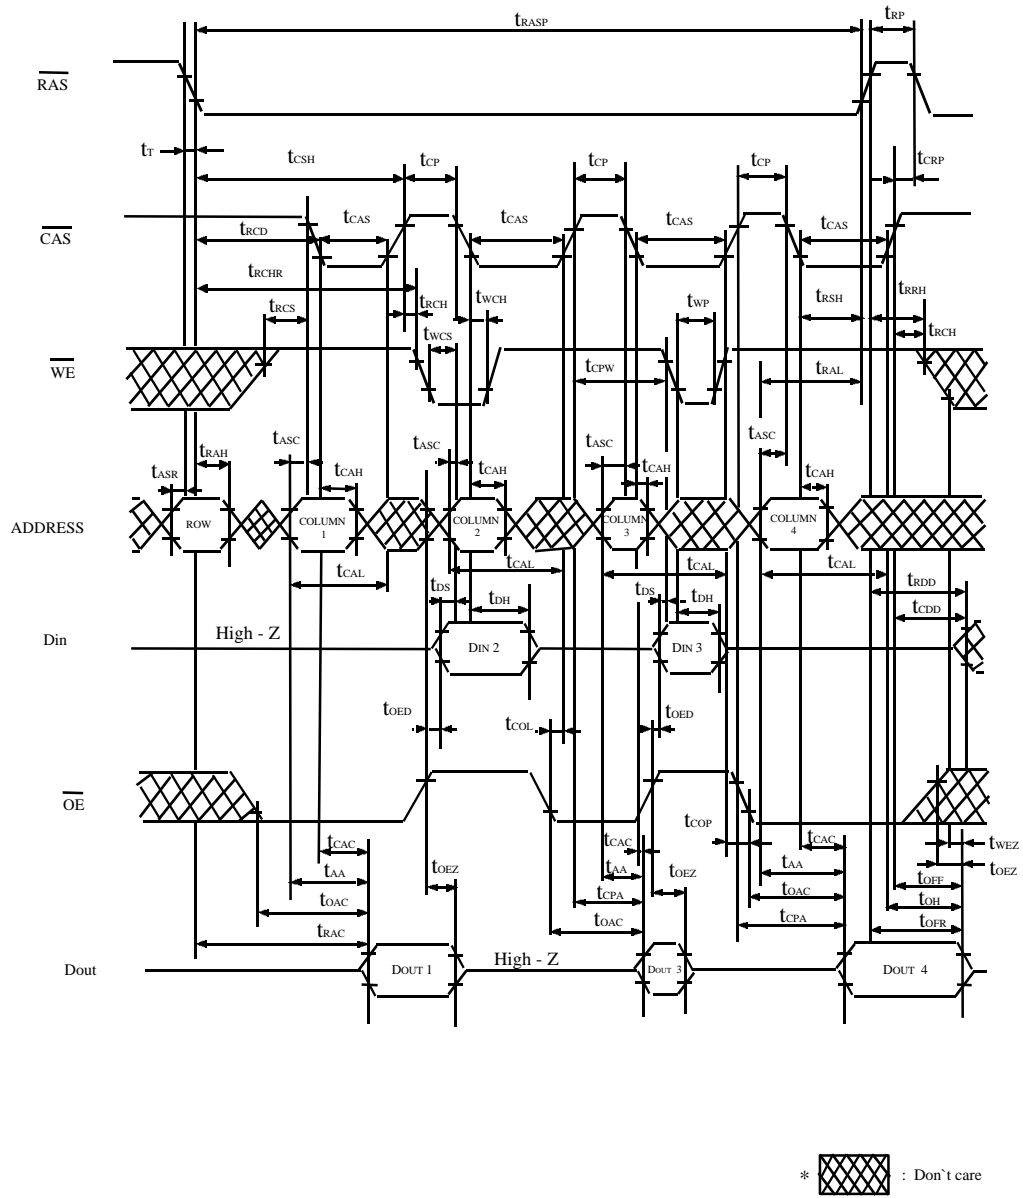 tRASP
tRP
RAS
tT
tCSH
tCP
tCP
tCP
tCRP
CAS
tRCD
tCAS
tCAS
tCAS
tCAS
tRCHR
tRCS
tRCH
tWCH
tWP
tRSH
tRRH
tWCS
tRCH
WE
tCPW
tRAL
tASC
tASC
tASC
tASC
tRAH
tASR
tCAH
tCAH
tCAH
tCAH
ADDRESS
ROW
COLUMN 1
COLUMN 2
COLUMN 3
COLUMN 4
tCAL
tCAL
tCAL
tCAL
tRDD
tDS
tDH
tDS
tDH
tCDD
Din
High - Z
DIN 2
DIN 3
tOED
tCOL
tOED
OE
tCOP
tCAC
tCAC
tCAC
tWEZ
tAA
tOEZ
tAA
tOEZ
tAA
tOEZ
tOAC
tCPA
tOAC
tOFF
tOH
tRAC
tOAC
tCPA
tOFR
Dout
DOUT 1
High - Z
DOUT 3
DOUT 4
* : Don`t care